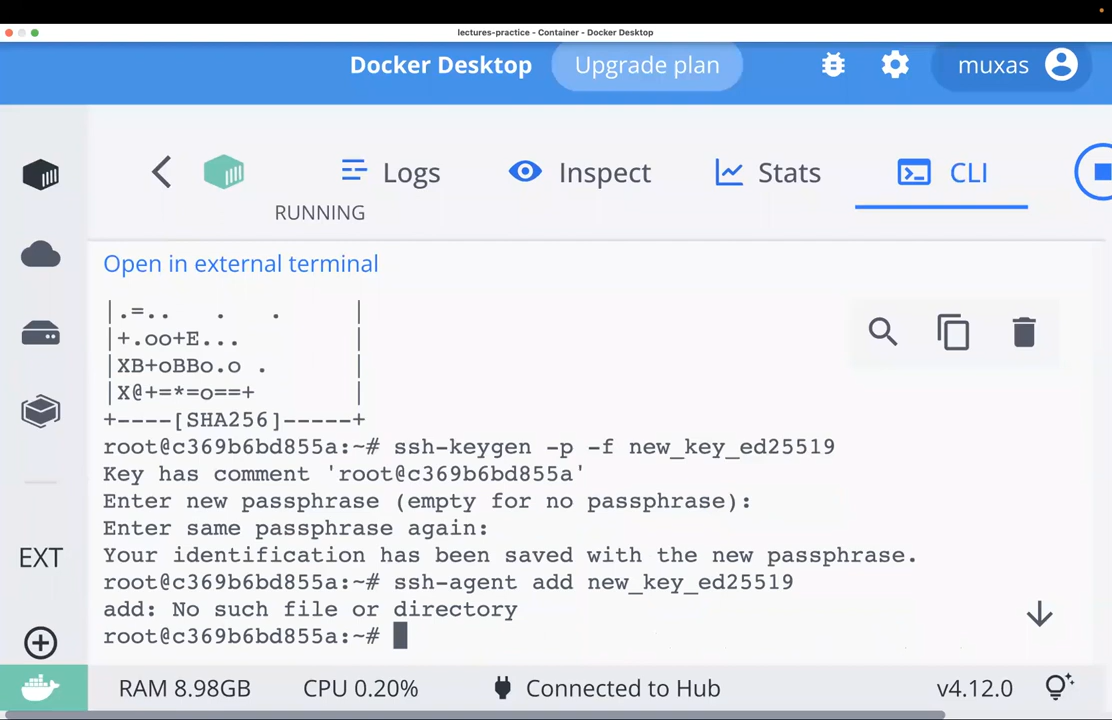 lectures-practice - Container - Docker Desktop
Docker Desktop
Upgrade plan
muxas
Logs
Inspect
Stats
CLI
RUNNING
Open in external terminal
|.=..   .   .     |
|+.oo+E...        |
|XB+oBBo.o .      |
|X@+=*=o==+       |
+----[SHA256]-----+
root@c369b6bd855a:~# ssh-keygen -p -f new_key_ed25519
Key has comment 'root@c369b6bd855a'
Enter new passphrase (empty for no passphrase):
Enter same passphrase again:
Your identification has been saved with the new passphrase.
root@c369b6bd855a:~# ssh-agent add new_key_ed25519
add: No such file or directory
root@c369b6bd855a:~#
EXT
RAM 8.98GB
CPU 0.20%
Connected to Hub
v4.12.0